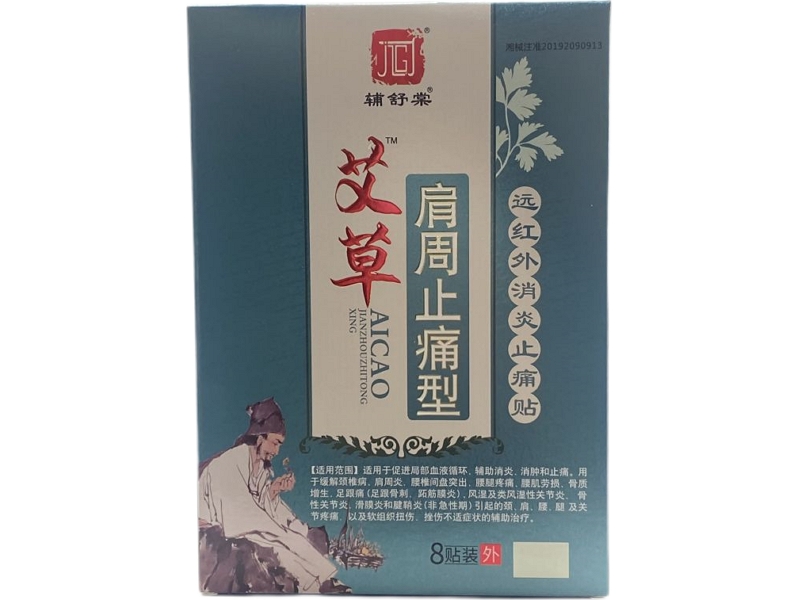 湘械注准20192090913
JGJ®
辅舒棠®
艾草™
AICAO
JIANZHOUZHITONG
XING
肩周止痛型
远红外消炎止痛贴
【适用范围】适用于促进局部血液循环、辅助消炎、消肿和止痛。用
于缓解颈椎病、肩周炎、腰椎间盘突出、腰腿疼痛、腰肌劳损、骨质
增生、足跟痛(足跟骨刺、跖筋膜炎)、风湿及类风湿性关节炎、骨
性关节炎、滑膜炎和腱鞘炎(非急性期)引起的颈、肩、腰、腿及关
节疼痛、以及软组织扭伤、挫伤不适症状的辅助治疗。
8贴装 外